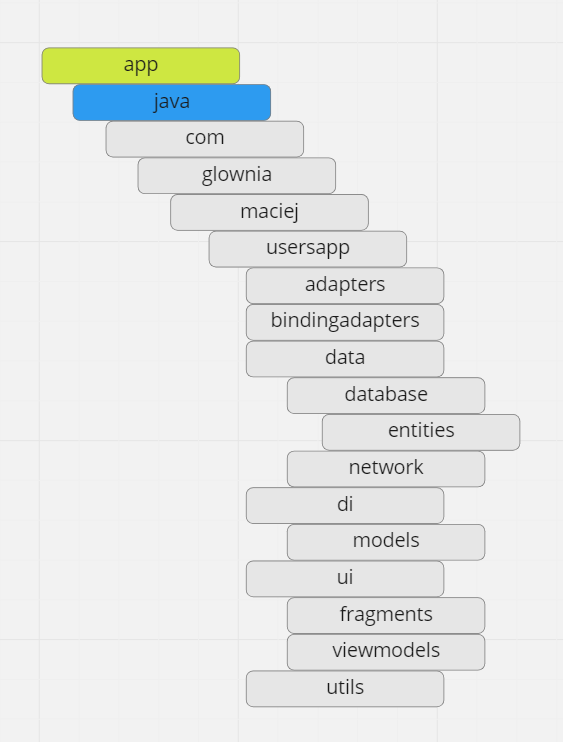 app
java
com
glownia
maciej
usersapp
adapters
bindingadapters
data
database
entities
network
di
models
ui
fragments
viewmodels
utils